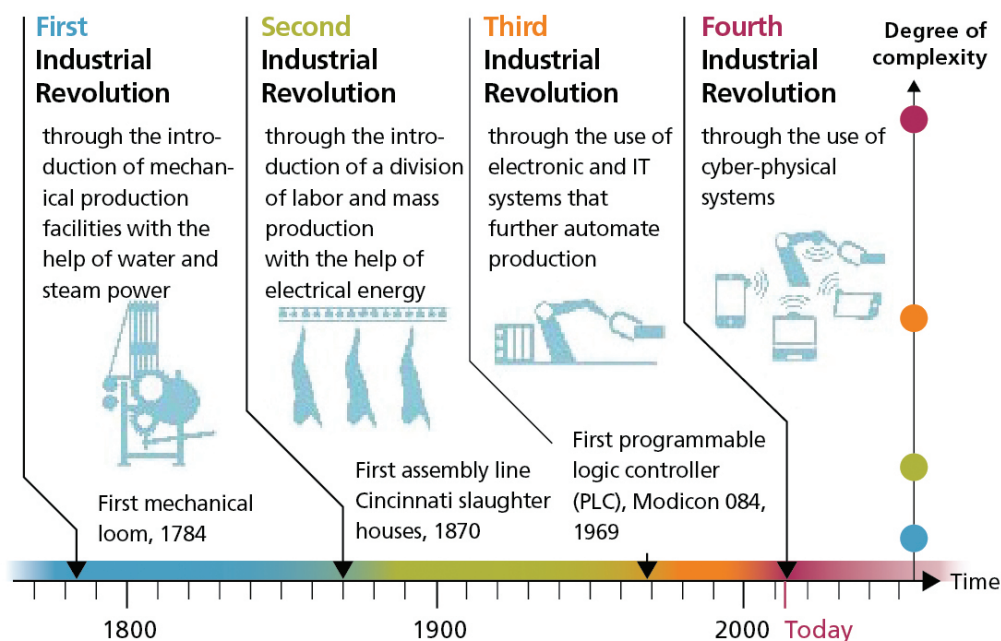 First
Industrial
Revolution
through the intro-
duction of mechan-
ical production
facilities with the
help of water and
steam power
First mechanical
loom, 1784
Second
Industrial
Revolution
through the intro-
duction of a division
of labor and mass
production
with the help of
electrical energy
First assembly line
Cincinnati slaughter
houses, 1870
Third
Industrial
Revolution
through the use of
electronic and IT
systems that
further automate
production
First programmable
logic controller
(PLC), Modicon 084,
1969
Fourth
Industrial
Revolution
through the use of
cyber-physical
systems
Degree of
complexity
Time
1800
1900
2000
Today